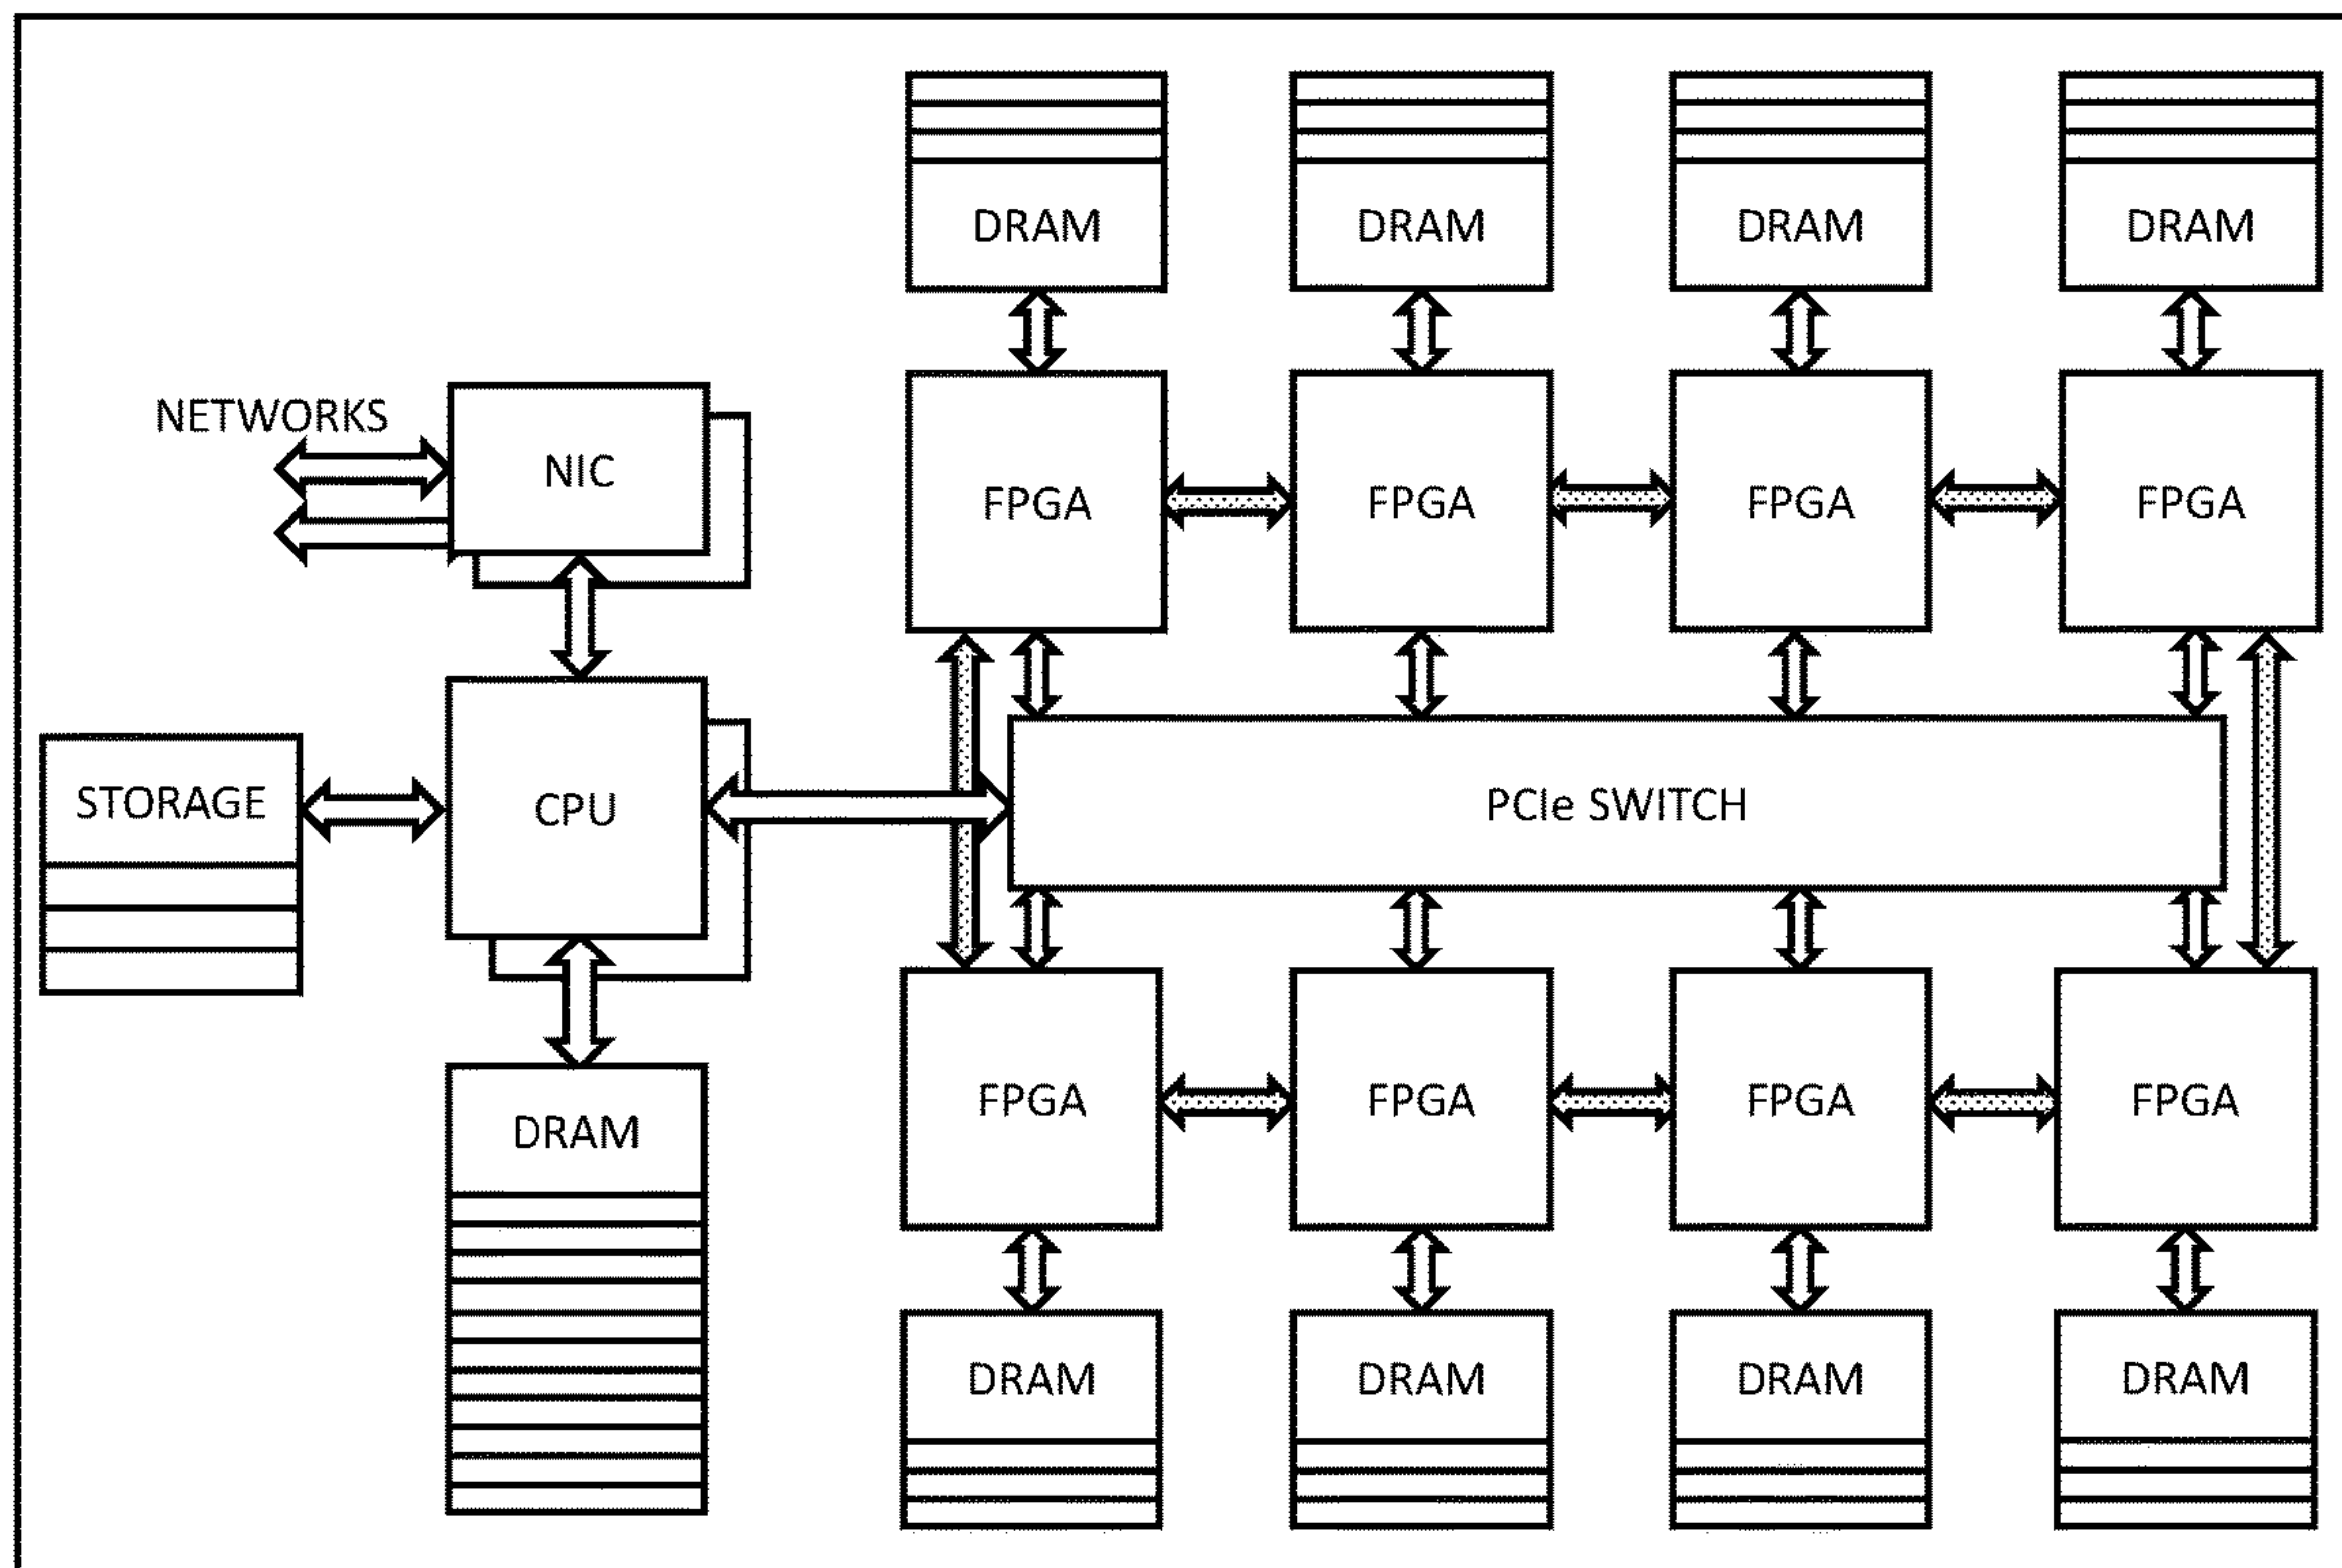 DRAM DRAM DRAM DRAM
NETWORKS
NIC
FPGA FPGA FPGA FPGA
STORAGE
CPU
PCIe SWITCH
FPGA FPGA FPGA FPGA
DRAM
DRAM DRAM DRAM DRAM